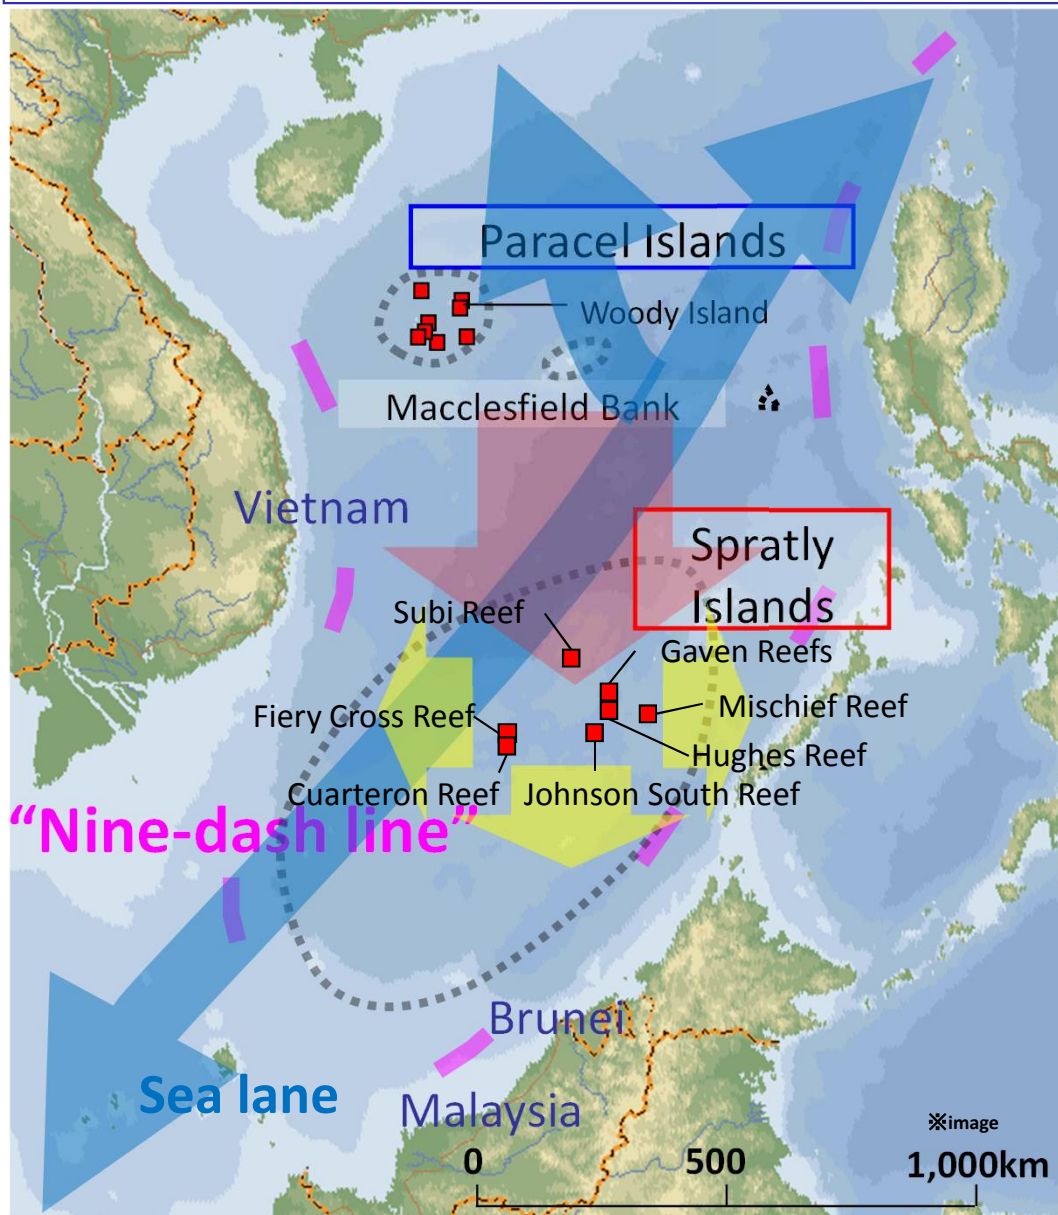 Paracel Islands
Woody Island
Macclesfield Bank
Vietnam
Spratly
Islands
Subi Reef
Gaven Reefs
Fiery Cross Reef
Mischief Reef
Hughes Reef
Cuarteron Reef
Johnson South Reef
“Nine-dash line”
Brunei
Sea lane
Malaysia
※image
0
500
1,000km